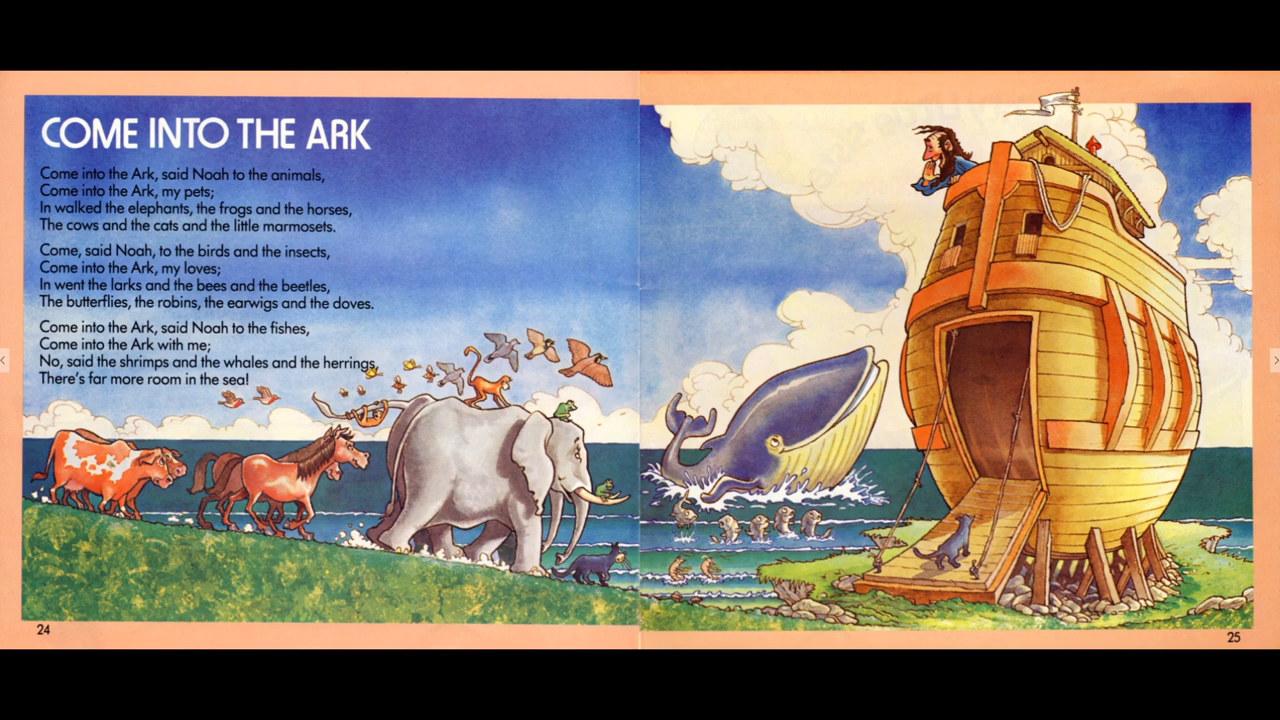 COME INTO THE ARK
Come into the Ark, said Noah to the animals,
Come into the Ark, my pets;
In walked the elephants, the frogs and the horses,
The cows and the cats and the little marmosets.
Come, said Noah, to the birds and the insects,
Come into the Ark, my loves;
In went the larks and the bees and the beetles,
The butterflies, the robins, the earwigs and the doves.
Come into the Ark, said Noah to the fishes,
Come into the Ark with me;
No, said the shrimps and the whales and the herrings,
There's far more room in the sea!
24
25